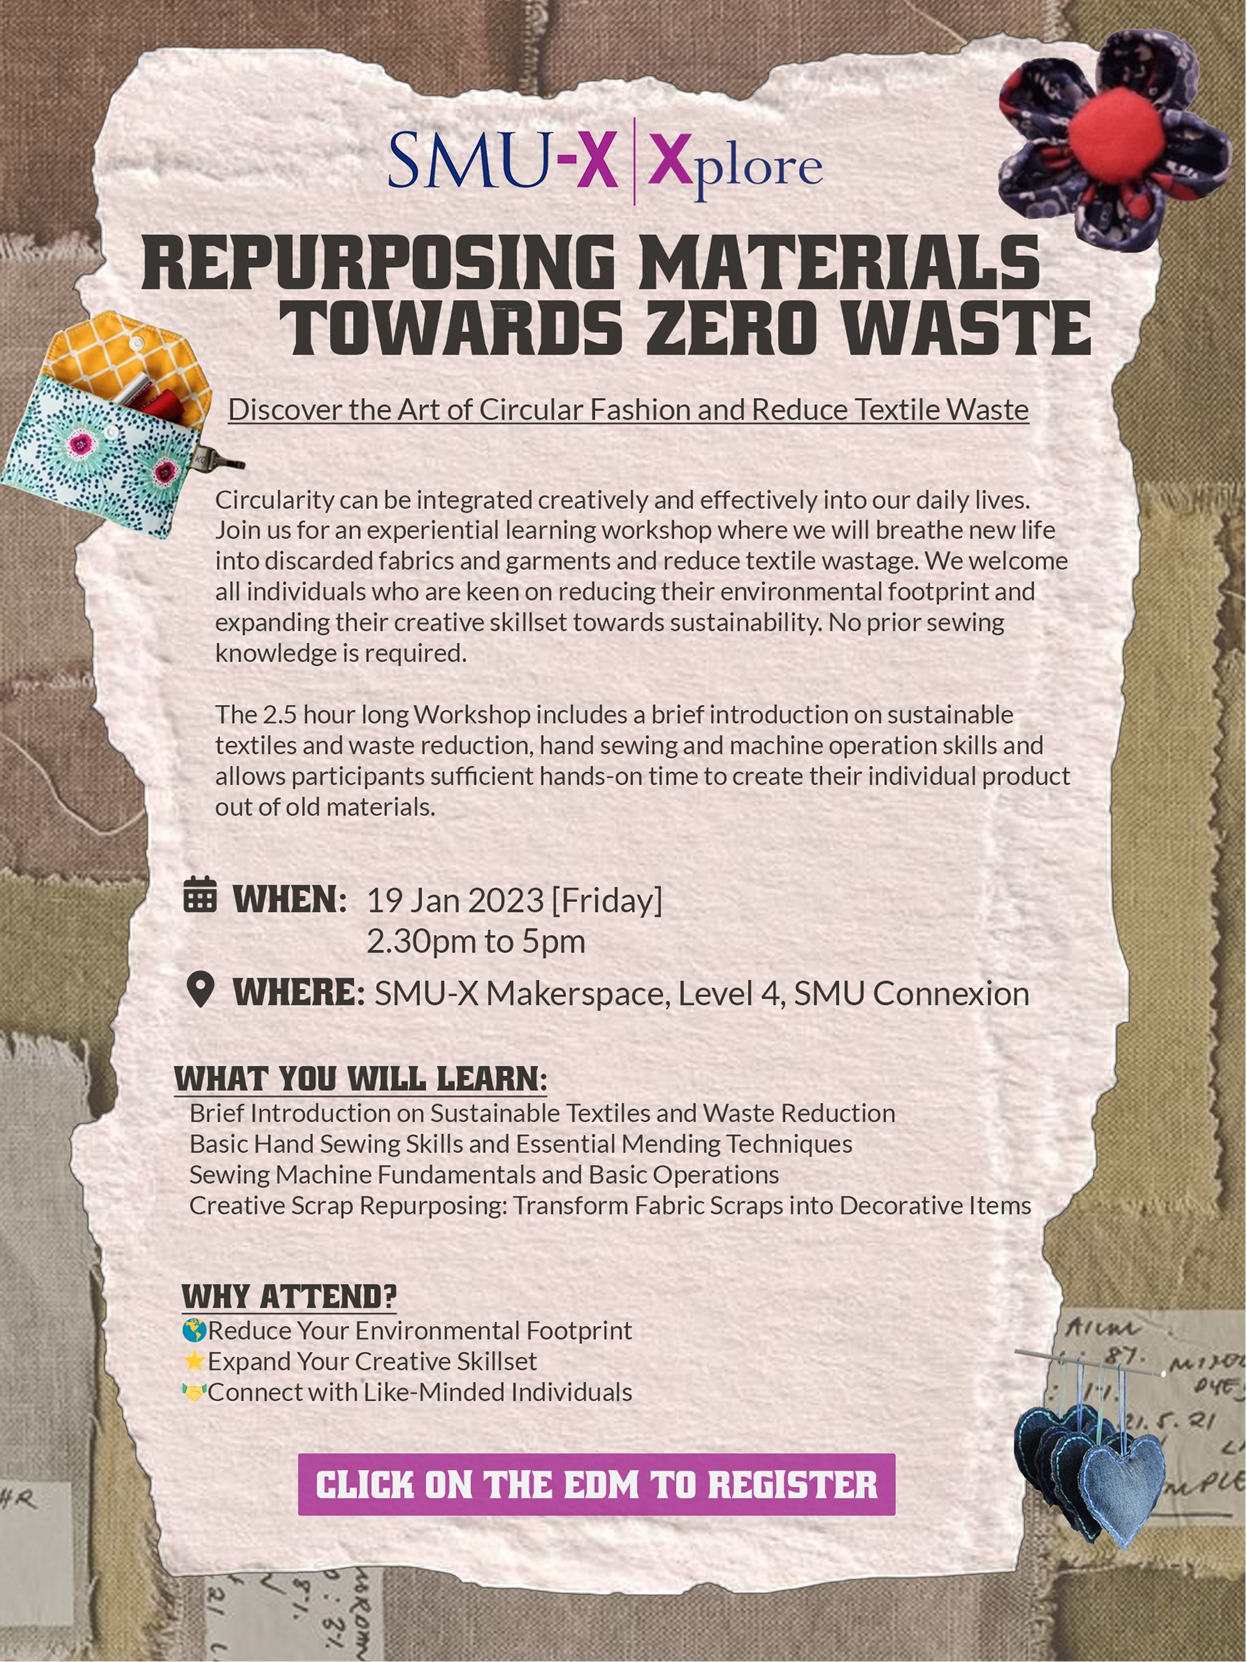 SMU-X | Xplore
REPURPOSING MATERIALS
TOWARDS ZERO WASTE
Discover the Art of Circular Fashion and Reduce Textile Waste
Circularity can be integrated creatively and effectively into our daily lives.
Join us for an experiential learning workshop where we will breathe new life
into discarded fabrics and garments and reduce textile wastage. We welcome
all individuals who are keen on reducing their environmental footprint and
expanding their creative skillset towards sustainability. No prior sewing
knowledge is required.
The 2.5 hour long Workshop includes a brief introduction on sustainable
textiles and waste reduction, hand sewing and machine operation skills and
allows participants sufficient hands-on time to create their individual product
out of old materials.
WHEN: 19 Jan 2023 [Friday]
2.30pm to 5pm
WHERE: SMU-X Makerspace, Level 4, SMU Connexion
WHAT YOU WILL LEARN:
Brief Introduction on Sustainable Textiles and Waste Reduction
Basic Hand Sewing Skills and Essential Mending Techniques
Sewing Machine Fundamentals and Basic Operations
Creative Scrap Repurposing: Transform Fabric Scraps into Decorative Items
WHY ATTEND?
🌎Reduce Your Environmental Footprint
⭐Expand Your Creative Skillset
🤝Connect with Like-Minded Individuals
CLICK ON THE EDM TO REGISTER
87.
21.5.21